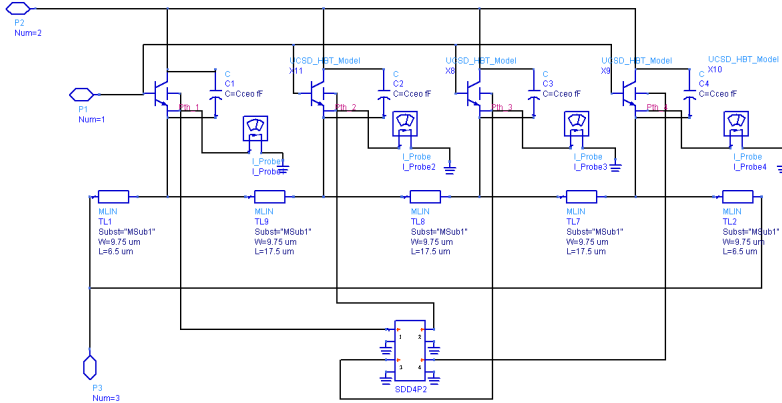 P2
Num=2
P1
Num=1
C
C1
C=Cceo fF
UCSD_HBT_Model
X11
C
C2
C=Cceo fF
UCSD_HBT_Model
X8
C
C3
C=Cceo fF
UCSD_HBT_Model
X9
C
C4
C=Cceo fF
UCSD_HBT_Model
X10
Pth_1
Pth_2
Pth_3
Pth_4
I_Probe
I_Probe1
I_Probe
I_Probe2
I_Probe
I_Probe3
I_Probe
I_Probe4
MLIN
TL1
Subst="MSub1"
W=9.75 um
L=6.5 um
MLIN
TL9
Subst="MSub1"
W=9.75 um
L=17.5 um
MLIN
TL8
Subst="MSub1"
W=9.75 um
L=17.5 um
MLIN
TL7
Subst="MSub1"
W=9.75 um
L=17.5 um
MLIN
TL2
Subst="MSub1"
W=9.75 um
L=6.5 um
1
2
3
4
SDD4P2
P3
Num=3